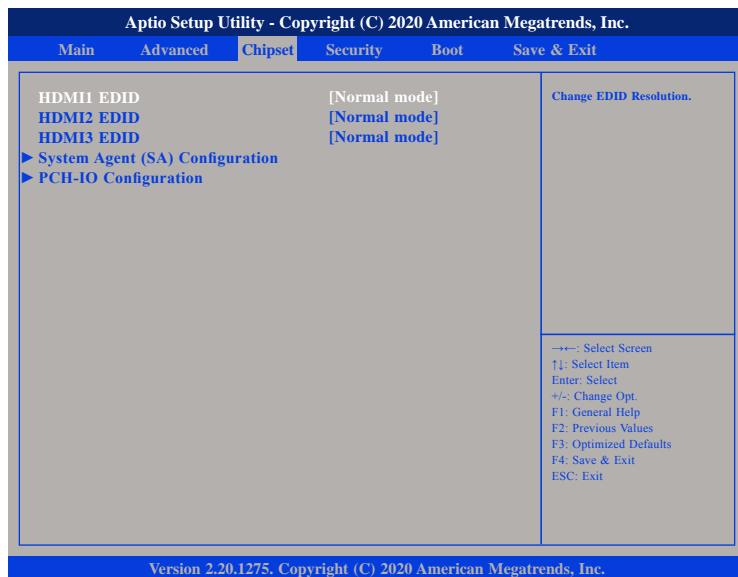 Aptio Setup Utility - Copyright (C) 2020 American Megatrends, Inc.
Main Advanced Chipset Security Boot Save & Exit
HDMI1 EDID [Normal mode]
HDMI2 EDID [Normal mode]
HDMI3 EDID [Normal mode]
► System Agent (SA) Configuration
► PCH-IO Configuration
Change EDID Resolution.
→←: Select Screen
↑↓: Select Item
Enter: Select
+/-: Change Opt.
F1: General Help
F2: Previous Values
F3: Optimized Defaults
F4: Save & Exit
ESC: Exit
Version 2.20.1275. Copyright (C) 2020 American Megatrends, Inc.